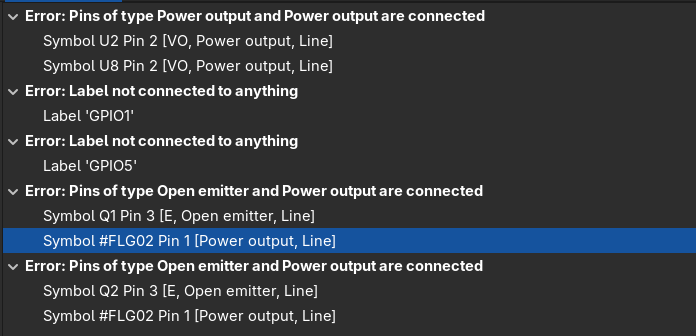 Error: Pins of type Power output and Power output are connected
Symbol U2 Pin 2 [VO, Power output, Line]
Symbol U8 Pin 2 [VO, Power output, Line]
Error: Label not connected to anything
Label 'GPIO1'
Error: Label not connected to anything
Label 'GPIO5'
Error: Pins of type Open emitter and Power output are connected
Symbol Q1 Pin 3 [E, Open emitter, Line]
Symbol #FLG02 Pin 1 [Power output, Line]
Error: Pins of type Open emitter and Power output are connected
Symbol Q2 Pin 3 [E, Open emitter, Line]
Symbol #FLG02 Pin 1 [Power output, Line]